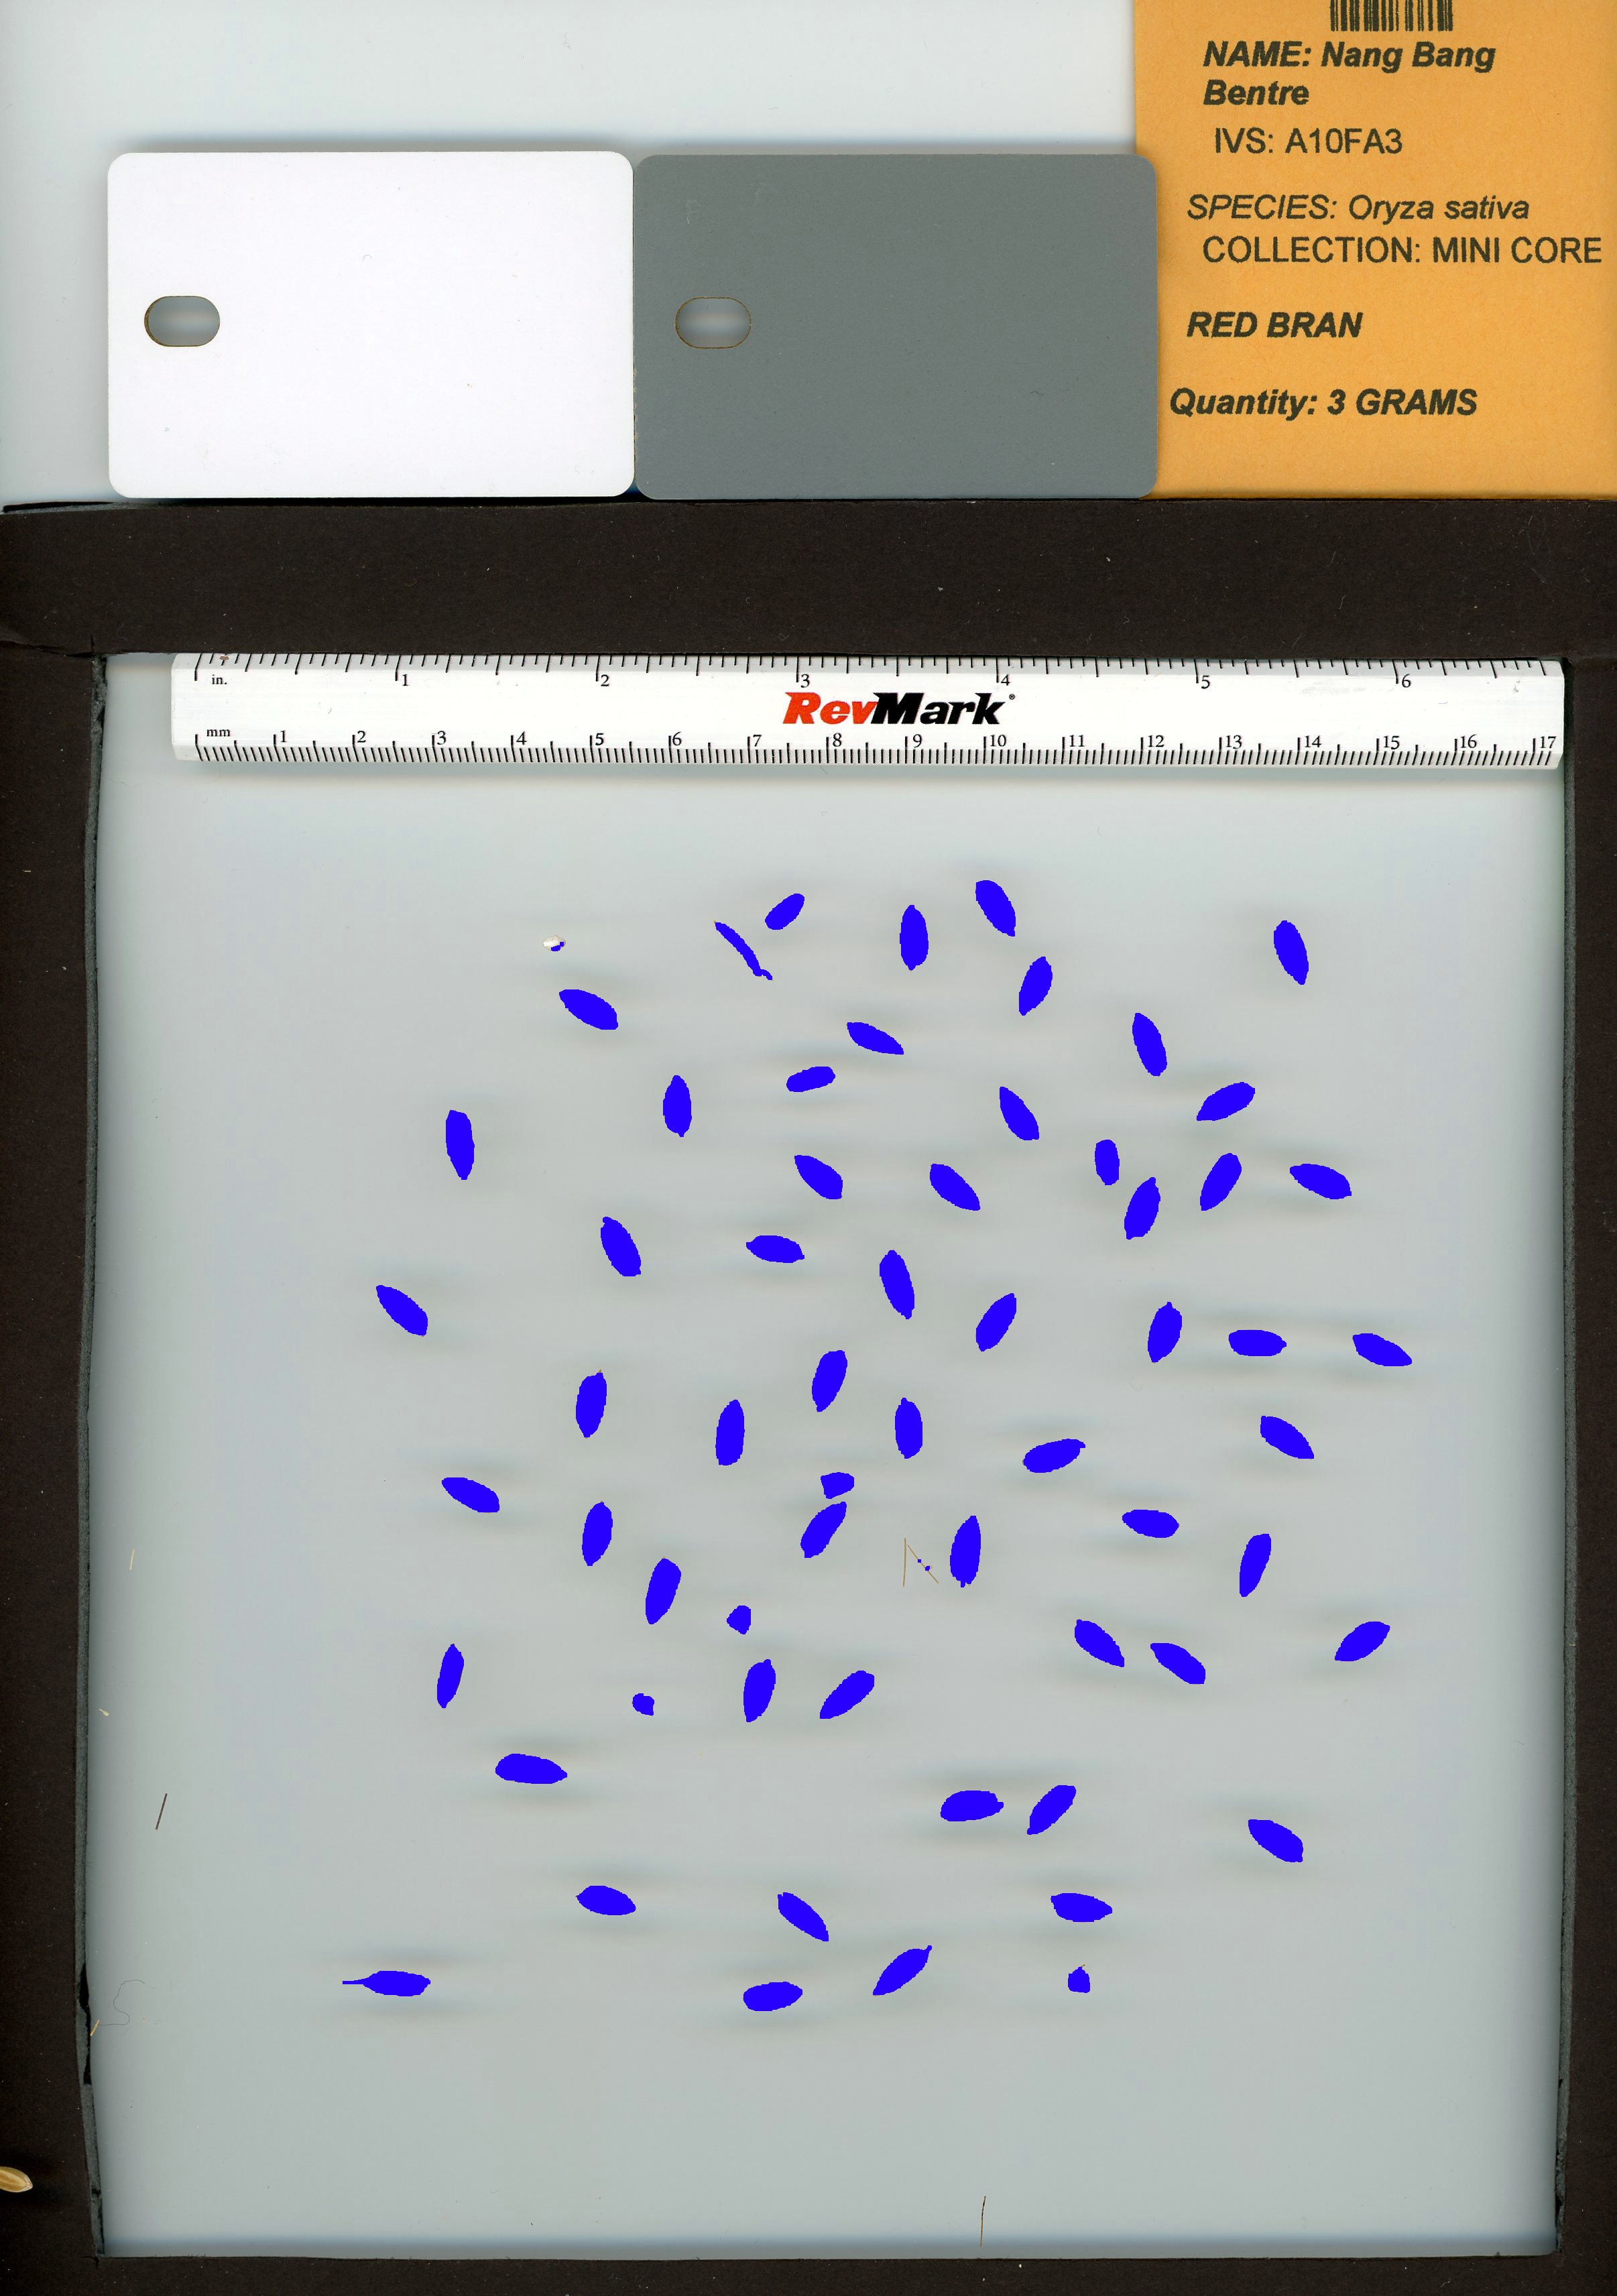 NAME: Nang Bang
Bentre
IVS: A10FA3
SPECIES: Oryza sativa
COLLECTION: MINI CORE
RED BRAN
Quantity: 3 GRAMS
in. 1 2 3 4 5 6
RevMark®
mm 1 2 3 4 5 6 7 8 9 10 11 12 13 14 15 16 17